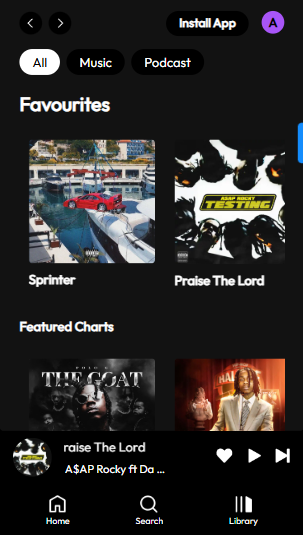 Install App
A
All
Music
Podcast
Favourites
A$AP ROCKY
TESTING
Sprinter
Praise The Lord
Featured Charts
POLO G
THE GOAT
HALL
raise The Lord
A$AP Rocky ft Da ...
Home
Search
Library